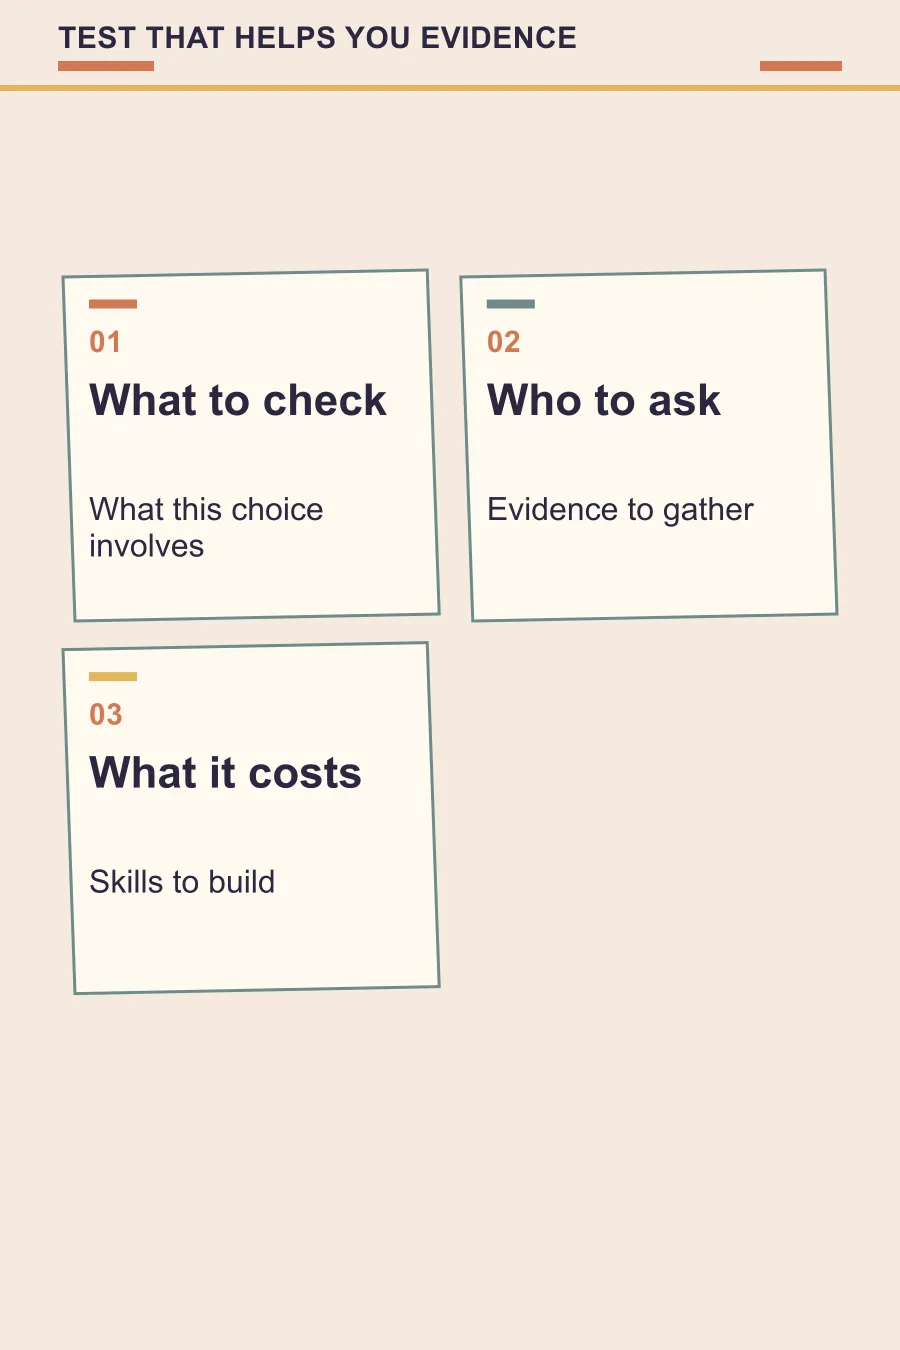 TEST THAT HELPS YOU EVIDENCE
01
What to check
What this choice
involves
02
Who to ask
Evidence to gather
03
What it costs
Skills to build